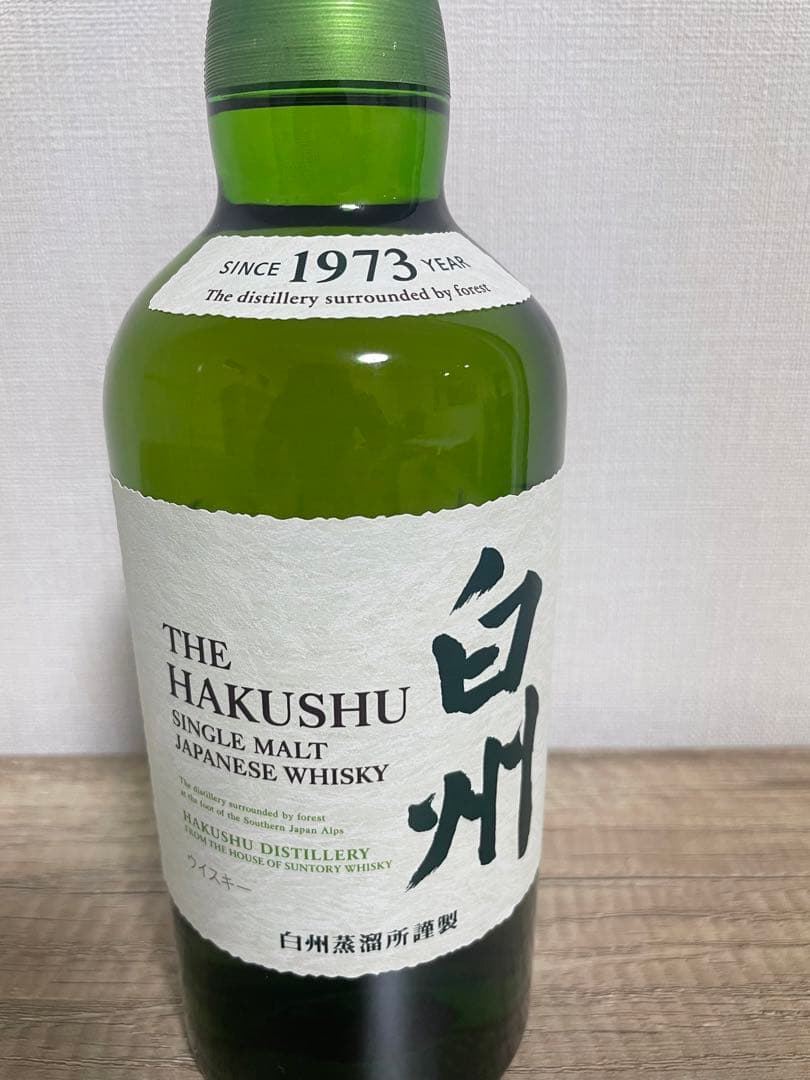 SINCE 1973 YEAR
The distillery surrounded by forest
白州
THE
HAKUSHU
SINGLE MALT
JAPANESE WHISKY
The distillery surrounded by forest
at the foot of the Southern Japan Alps
HAKUSHU DISTILLERY
FROM THE HOUSE OF SUNTORY WHISKY
ウイスキー
白州蒸溜所謹製